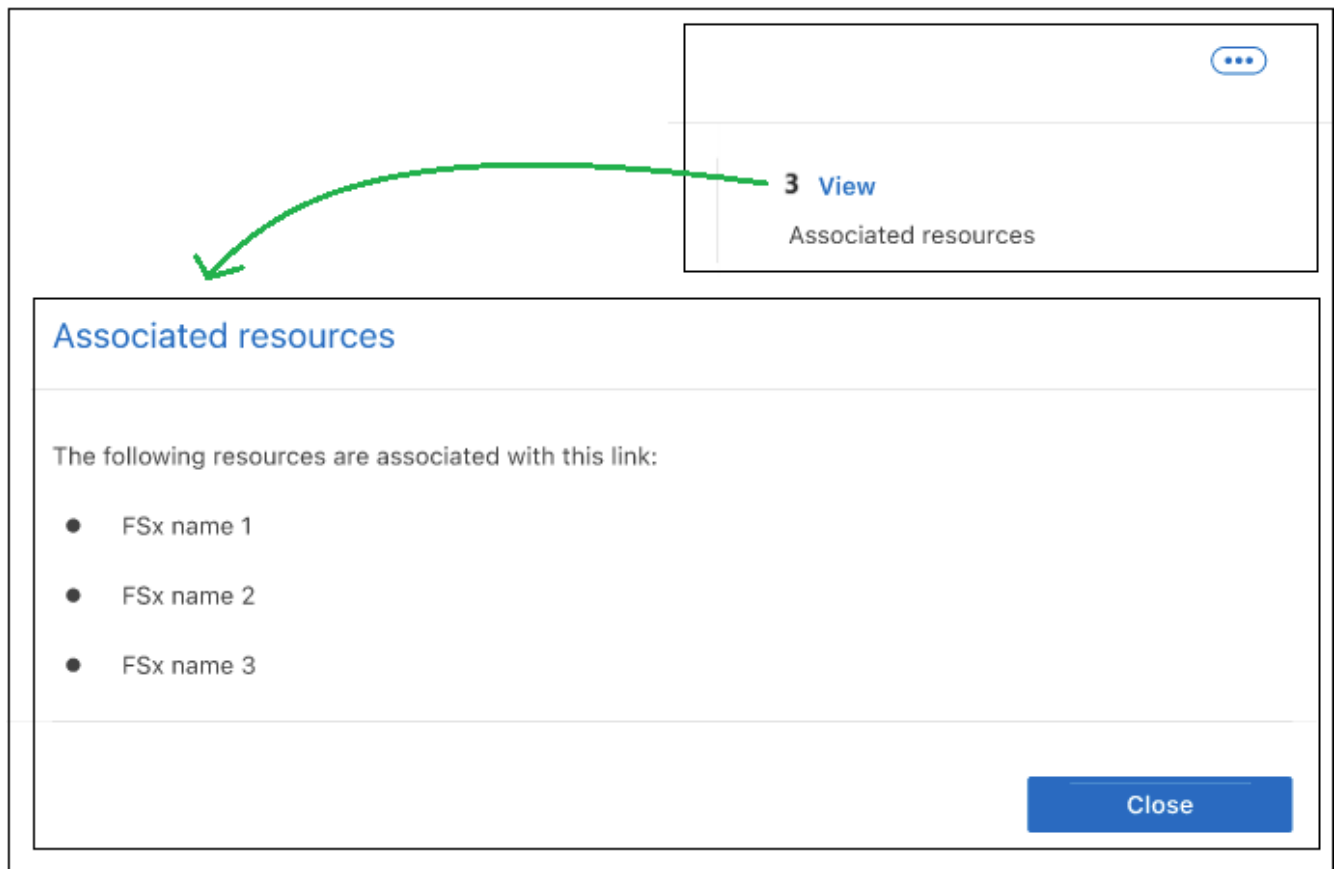 3 View
Associated resources
Associated resources
The following resources are associated with this link:
FSx name 1
FSx name 2
FSx name 3
Close